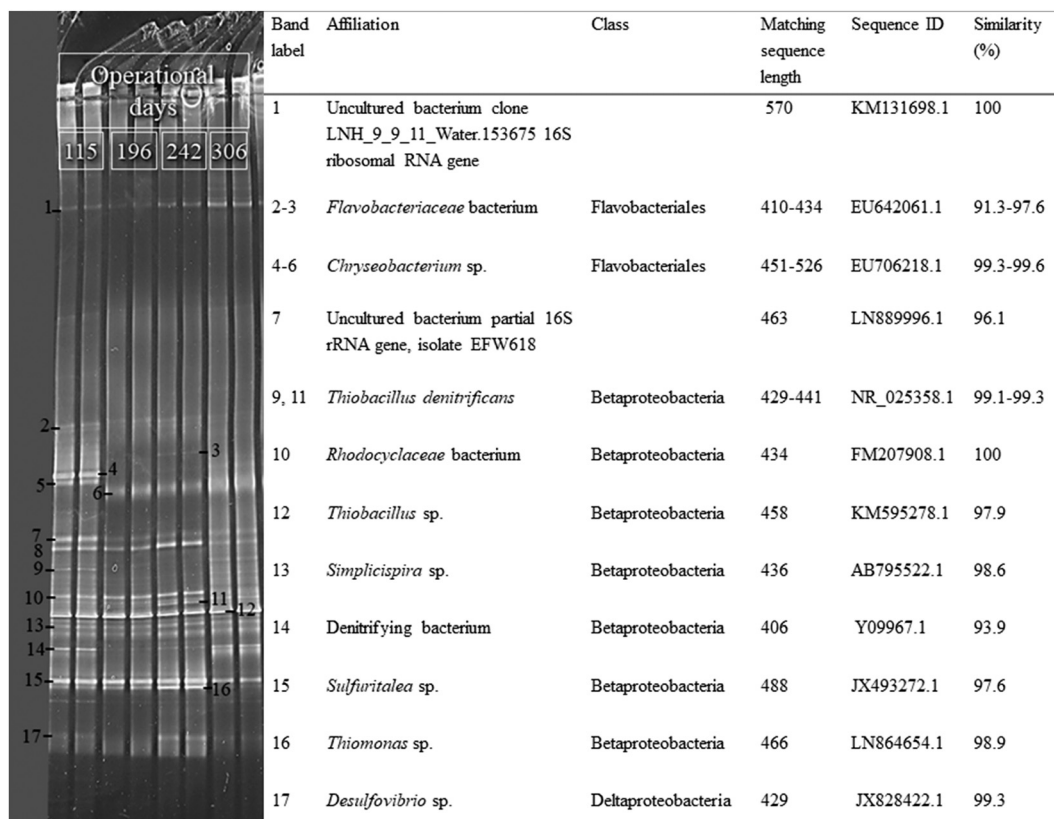 Operational
days
115 196 242 306
1
2
3
4
5
6
7
8
9
10
11
12
13
14
15
16
17
Band Affiliation Class Matching Sequence ID Similarity
label sequence (%)
length
1 Uncultured bacterium clone 570 KM131698.1 100
LNH_9_9_11_Water.153675 16S
ribosomal RNA gene
2-3 Flavobacteriaceae bacterium Flavobacteriales 410-434 EU642061.1 91.3-97.6
4-6 Chryseobacterium sp. Flavobacteriales 451-526 EU706218.1 99.3-99.6
7 Uncultured bacterium partial 16S 463 LN889996.1 96.1
rRNA gene, isolate EFW618
9, 11 Thiobacillus denitrificans Betaproteobacteria 429-441 NR_025358.1 99.1-99.3
10 Rhodocyclaceae bacterium Betaproteobacteria 434 FM207908.1 100
12 Thiobacillus sp. Betaproteobacteria 458 KM595278.1 97.9
13 Simplicispira sp. Betaproteobacteria 436 AB795522.1 98.6
14 Denitrifying bacterium Betaproteobacteria 406 Y09967.1 93.9
15 Sulfuritalea sp. Betaproteobacteria 488 JX493272.1 97.6
16 Thiomonas sp. Betaproteobacteria 466 LN864654.1 98.9
17 Desulfovibrio sp. Deltaproteobacteria 429 JX828422.1 99.3